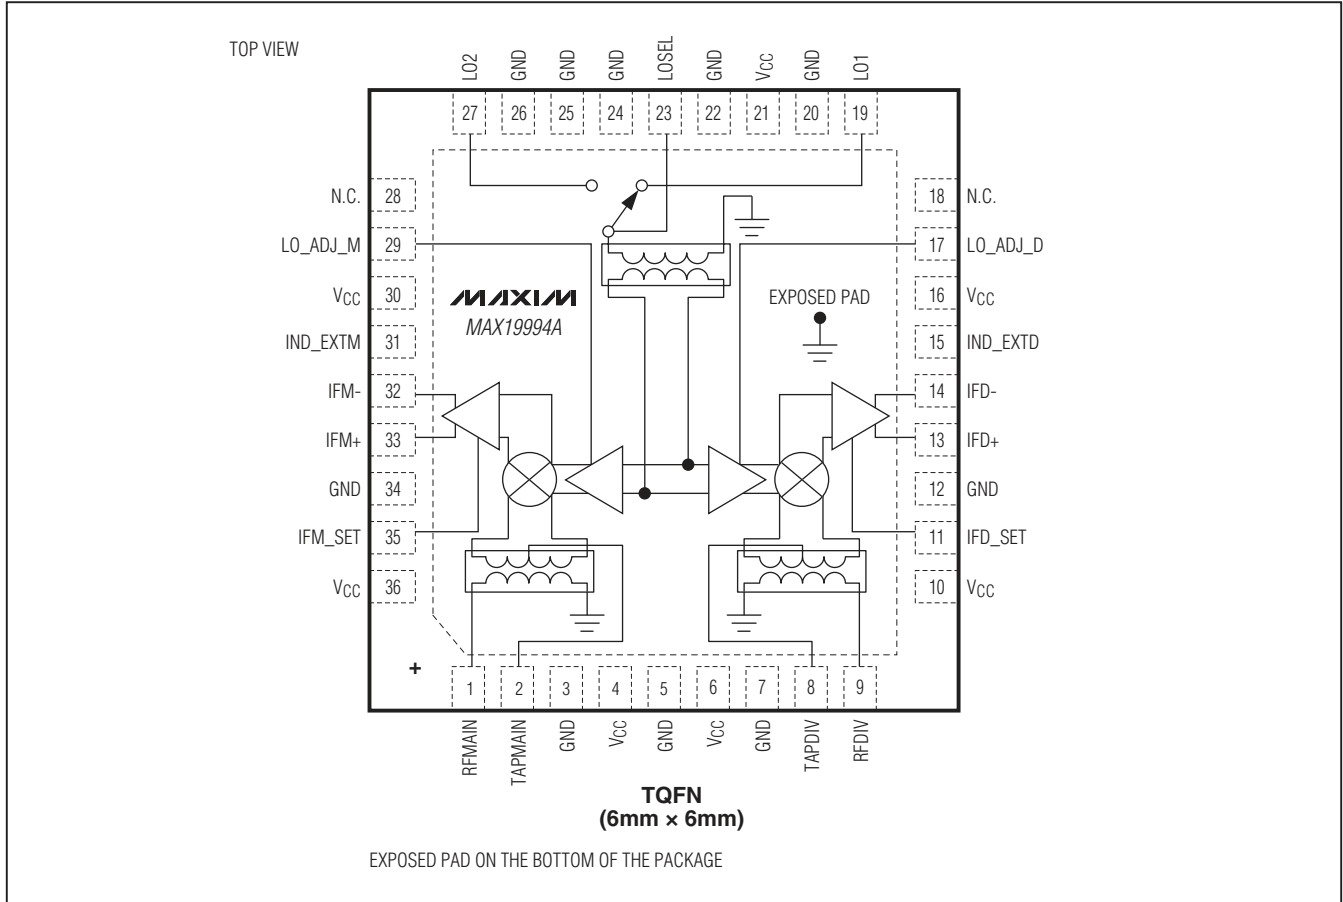 TOP VIEW
LO2
GND
GND
GND
LOSEL
GND
VCC
GND
LO1
27
26
25
24
23
22
21
20
19
N.C.
28
18
N.C.
LO_ADJ_M
29
17
LO_ADJ_D
VCC
30
MAXIM
EXPOSED PAD
16
VCC
MAX19994A
IND_EXTM
31
15
IND_EXTD
IFM-
32
14
IFD-
IFM+
33
13
IFD+
GND
34
12
GND
IFM_SET
35
11
IFD_SET
VCC
36
10
VCC
+
1
2
3
4
5
6
7
8
9
RFMAIN
TAPMAIN
GND
VCC
GND
VCC
GND
TAPDIV
RFDIV
TQFN
(6mm × 6mm)
EXPOSED PAD ON THE BOTTOM OF THE PACKAGE